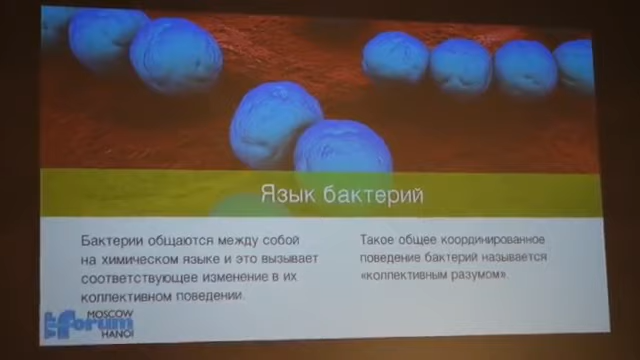 Язык бактерий
Бактерии общаются между собой
на химическом языке и это вызывает
соответствующее изменение в их
коллективном поведении.
Такое общее координированное
поведение бактерий называется
«коллективным разумом».
MOSCOW
forum
HANOI